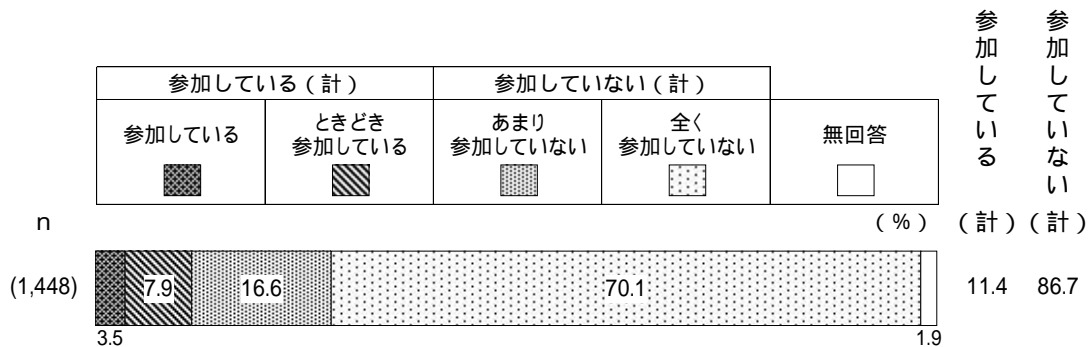 参加している(計)
参加していない(計)
参加している
ときどき
参加している
あまり
参加していない
全く
参加していない
無回答
参加している
(計)
参加していない
(計)
n
(%)
(1,448)
3.5
7.9
16.6
70.1
1.9
11.4
86.7